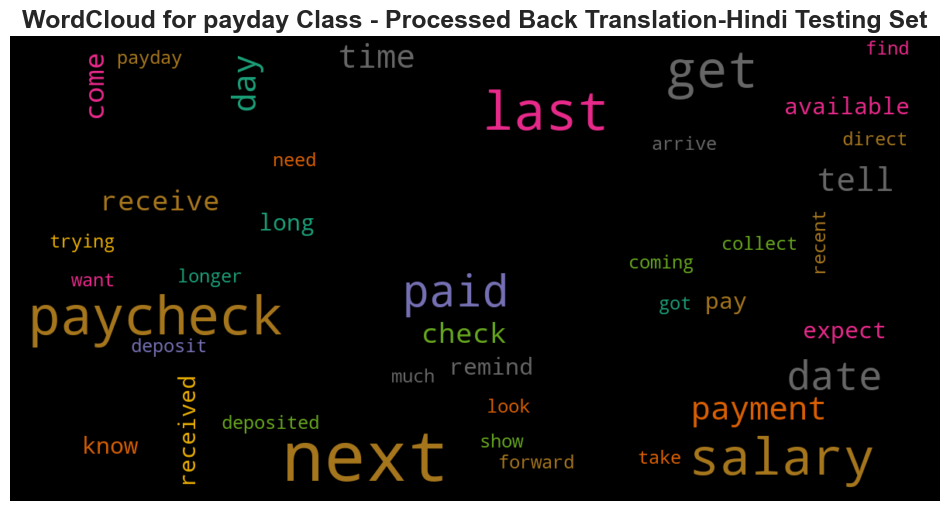 WordCloud for payday Class - Processed Back Translation-Hindi Testing Set
come
payday
day
time
get
find
last
available
arrive
direct
need
tell
receive
long
trying
recent
collect
coming
want
longer
paid
got
pay
paycheck
check
expect
deposit
remind
much
date
received
look
payment
deposited
know
next
show
forward
take
salary